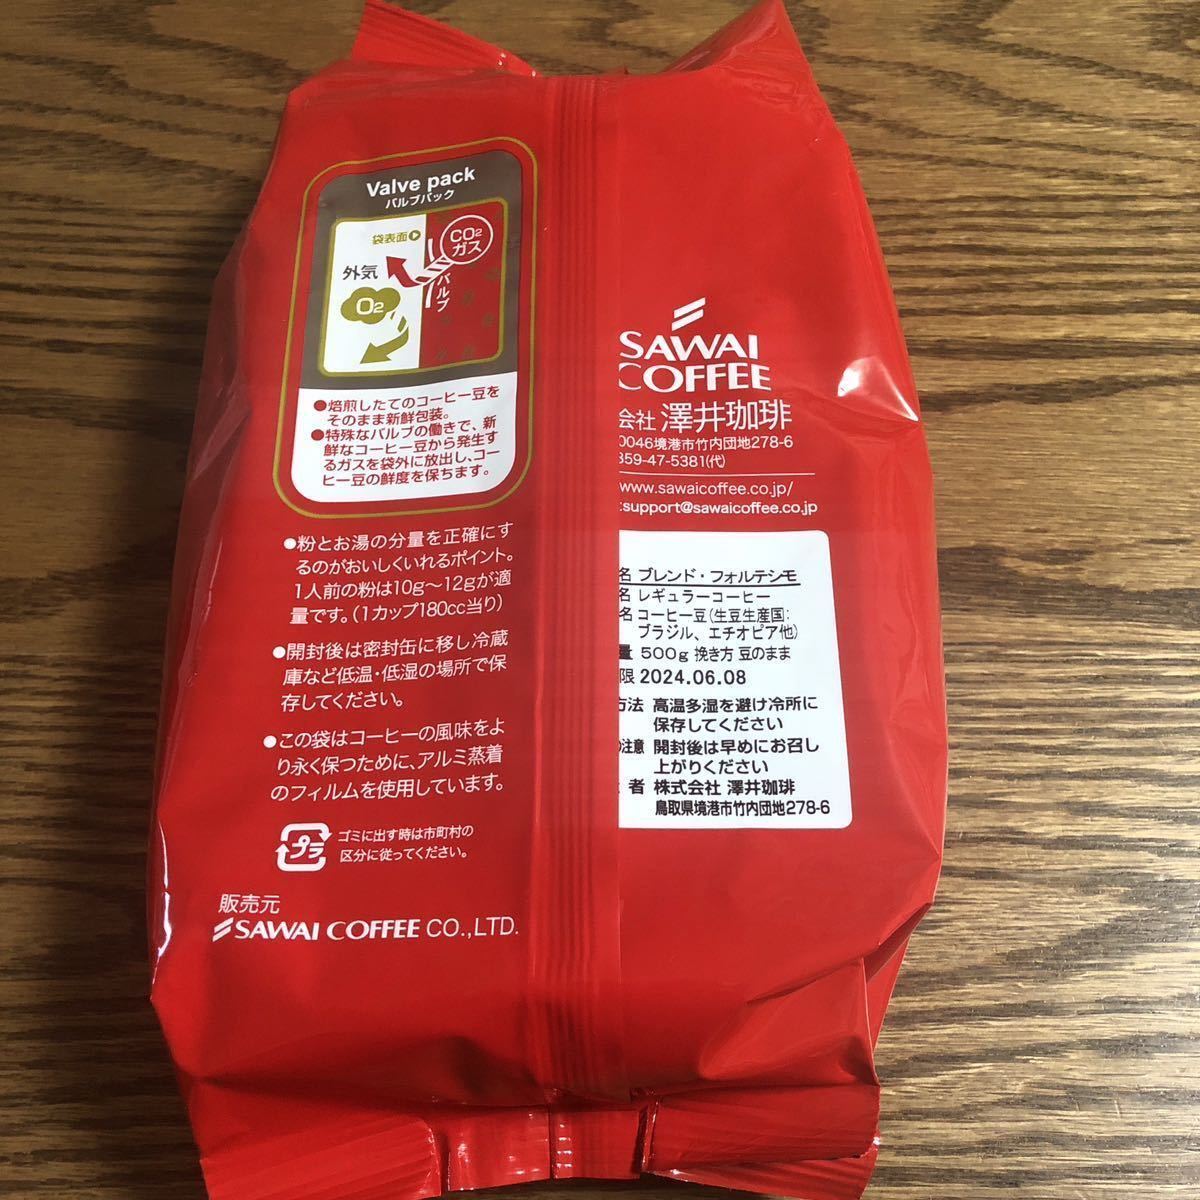 Valve pack
バルブパック
袋表面
CO2
ガス
外気
バルブ
O2
●焙煎したてのコーヒー豆を
そのまま新鮮包装。
●特殊なバルブの働きで、新
鮮なコーヒー豆から発生す
るガスを袋外に放出し、コー
ヒー豆の鮮度を保ちます。
●粉とお湯の分量を正確にす
るのがおいしくいれるポイント。
1人前の粉は10g〜12gが適
量です。(1カップ180cc当り)
●開封後は密封缶に移し冷蔵
庫など低温・低湿の場所で保
存してください。
●この袋はコーヒーの風味をよ
り永く保つために、アルミ蒸着
のフィルムを使用しています。
プラ
ゴミに出す時は市町村の
区分に従ってください。
販売元
SAWAI COFFEE CO.,LTD.
SAWAI
COFFEE
会社 澤井珈琲
0046境港市竹内団地278-6
859-47-5381(代)
www.sawaicoffee.co.jp/
:support@sawaicoffee.co.jp
名 ブレンド・フォルテシモ
名 レギュラーコーヒー
名 コーヒー豆(生豆生産国:
ブラジル、エチオピア他)
量 500g 挽き方 豆のまま
限 2024.06.08
方法 高温多湿を避け冷所に
保存してください
の注意 開封後は早めにお召し
上がりください
者 株式会社 澤井珈琲
鳥取県境港市竹内団地278-6